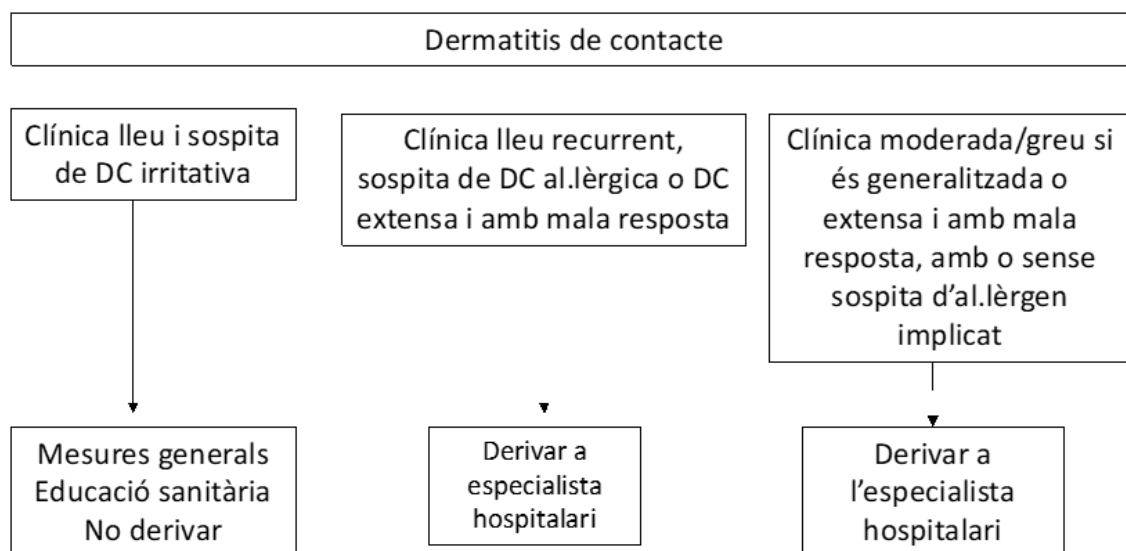 Dermatitis de contacte
Clínica lleu i sospita
de DC irritativa
Clínica lleu recurrent,
sospita de DC al.lèrgica o DC
extensa i amb mala resposta
Clínica moderada/greu si
és generalitzada o
extensa i amb mala
resposta, amb o sense
sospita d’al.lèrgen
implicat
Mesures generals
Educació sanitària
No derivar
Derivar a
especialista
hospitalari
Derivar a
l’especialista
hospitalari